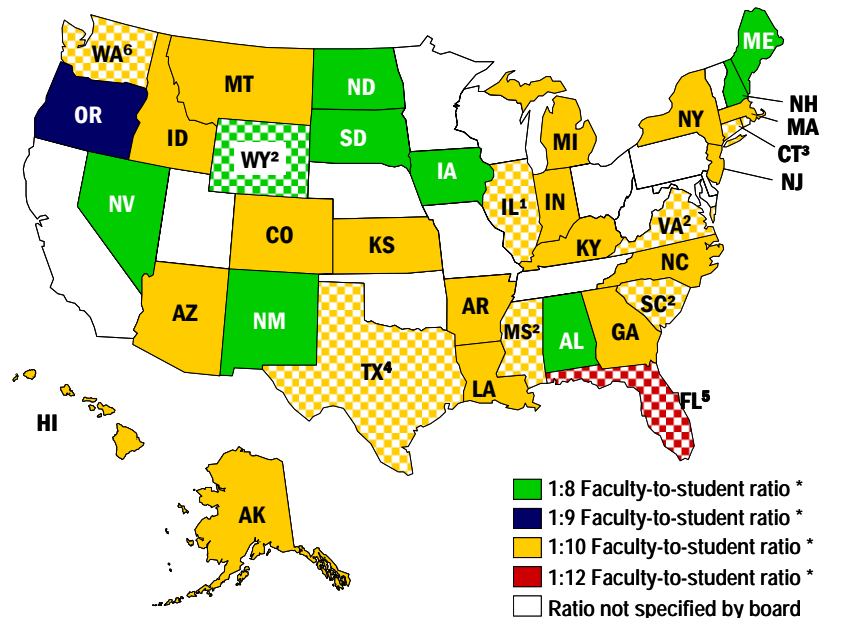 ME
WA⁶
MT
ND
NH
OR
NY
MA
ID
SD
MI
CT³
WY²
IA
NJ
NV
IL¹
IN
VA²
CO
KS
KY
NC
AZ
NM
AR
SC²
MS²
AL
GA
TX⁴
LA
FL⁵
HI
AK
1:8 Faculty-to-student ratio *
1:9 Faculty-to-student ratio *
1:10 Faculty-to-student ratio *
1:12 Faculty-to-student ratio *
Ratio not specified by board